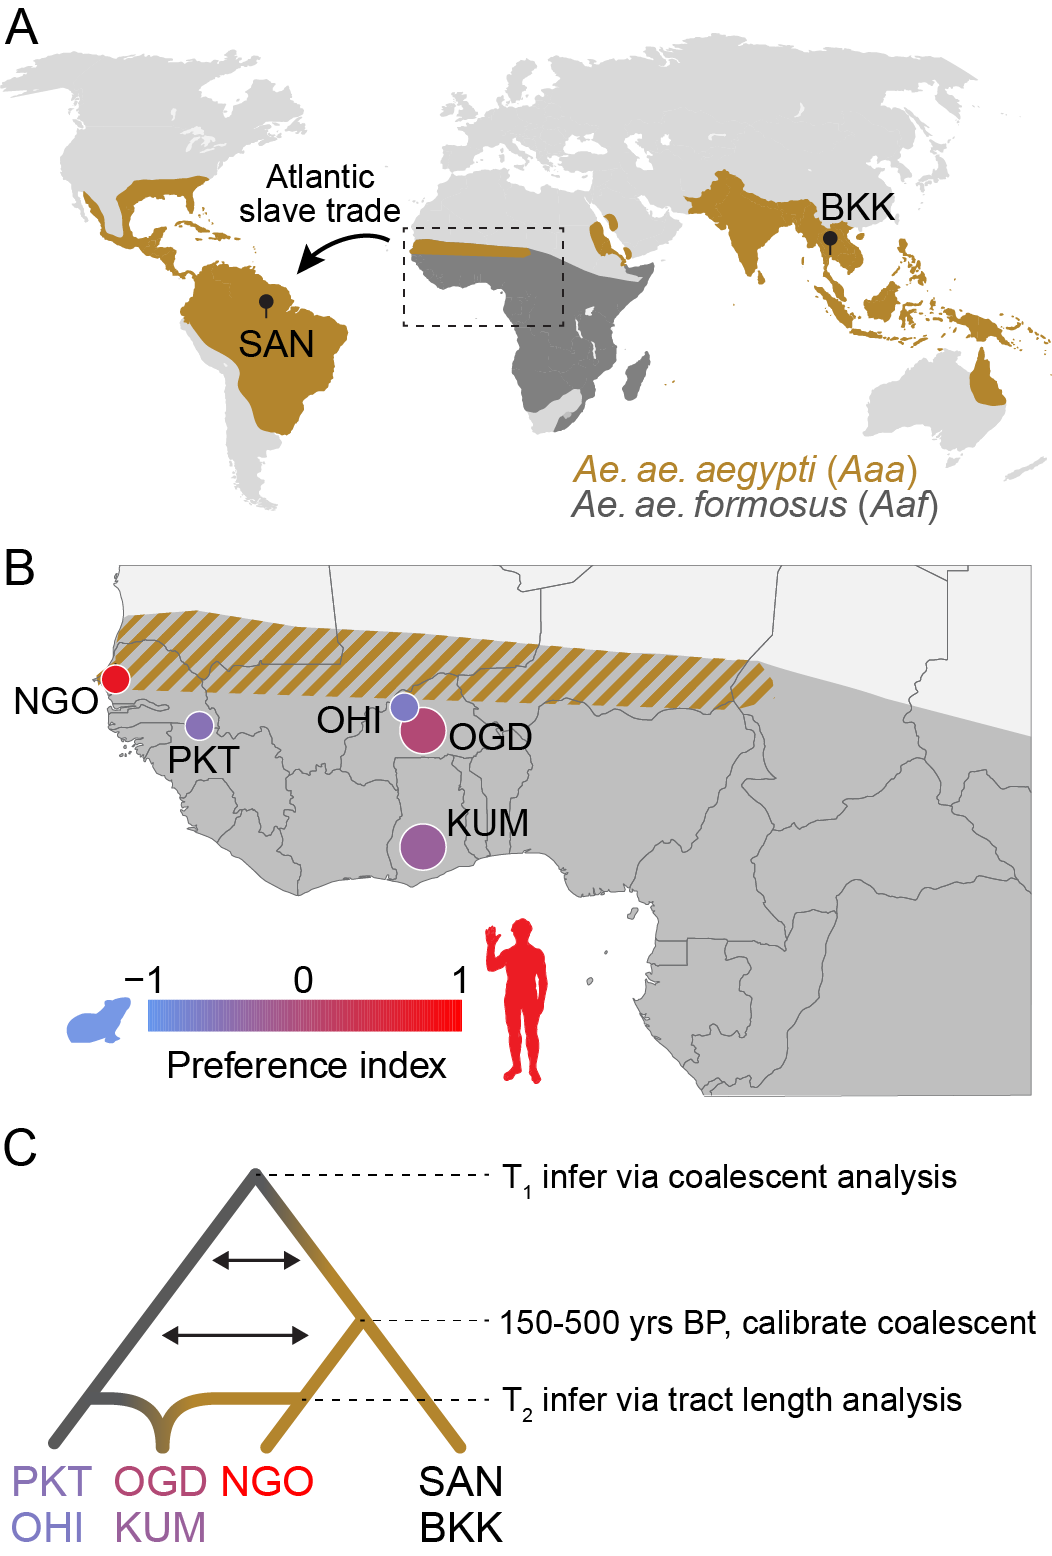 A
Atlantic
slave trade
BKK
SAN
Ae. ae. aegypti (Aaa)
Ae. ae. formosus (Aaf)
B
NGO
PKT
OHI
OGD
KUM
−1 0 1
Preference index
C
T1 infer via coalescent analysis
150-500 yrs BP, calibrate coalescent
T2 infer via tract length analysis
PKT OGD NGO SAN
OHI KUM BKK